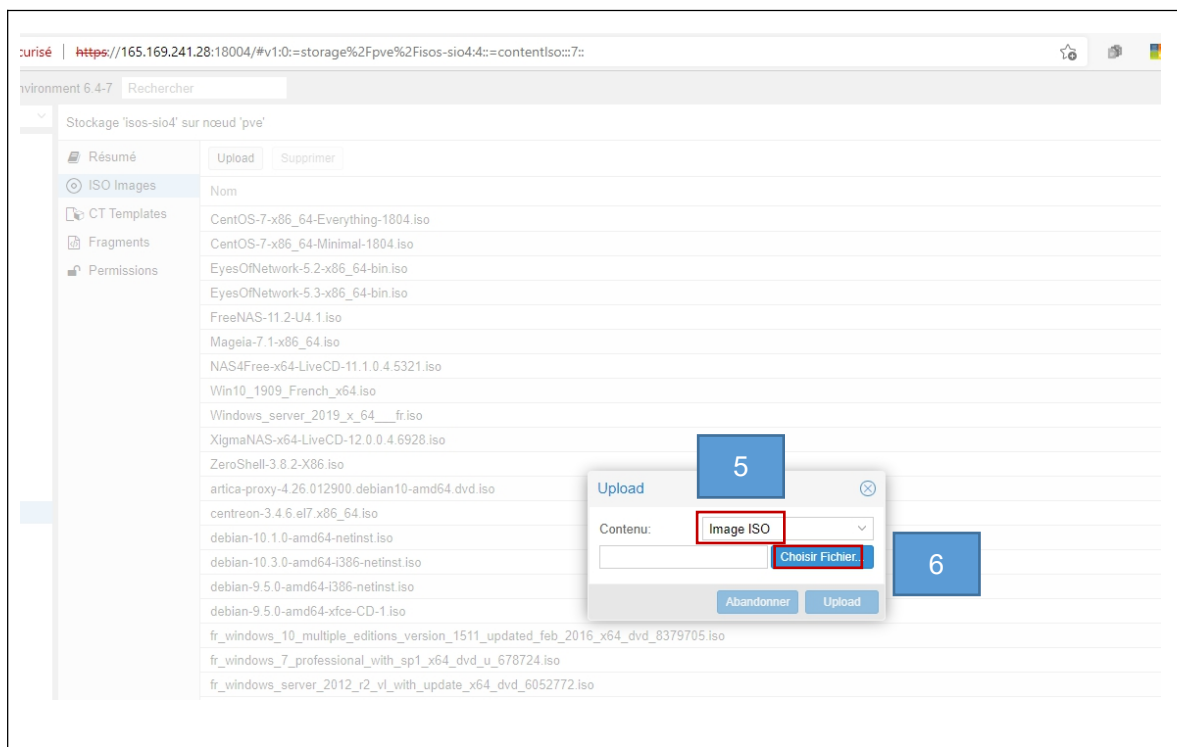 curisé | https://165.169.241.28:18004/#v1:0:=storage%2Fpve%2Fisos-sio4:4::=contentIso:::7::
nvironment 6.4-7 Rechercher
Stockage 'isos-sio4' sur nœud 'pve'
Résumé
Upload Supprimer
ISO Images
Nom
CT Templates
CentOS-7-x86_64-Everything-1804.iso
Fragments
CentOS-7-x86_64-Minimal-1804.iso
Permissions
EyesOfNetwork-5.2-x86_64-bin.iso
EyesOfNetwork-5.3-x86_64-bin.iso
FreeNAS-11.2-U4.1.iso
Mageia-7.1-x86_64.iso
NAS4Free-x64-LiveCD-11.1.0.4.5321.iso
Win10_1909_French_x64.iso
Windows_server_2019_x_64___fr.iso
XigmaNAS-x64-LiveCD-12.0.0.4.6928.iso
ZeroShell-3.8.2-X86.iso
artica-proxy-4.26.012900.debian10-amd64.dvd.iso
centreon-3.4.6.el7.x86_64.iso
debian-10.1.0-amd64-netinst.iso
debian-10.3.0-amd64-i386-netinst.iso
debian-9.5.0-amd64-i386-netinst.iso
debian-9.5.0-amd64-xfce-CD-1.iso
fr_windows_10_multiple_editions_version_1511_updated_feb_2016_x64_dvd_8379705.iso
fr_windows_7_professional_with_sp1_x64_dvd_u_678724.iso
fr_windows_server_2012_r2_vl_with_update_x64_dvd_6052772.iso
5
Upload
Contenu: Image ISO
Choisir Fichier...
6
Abandonner Upload